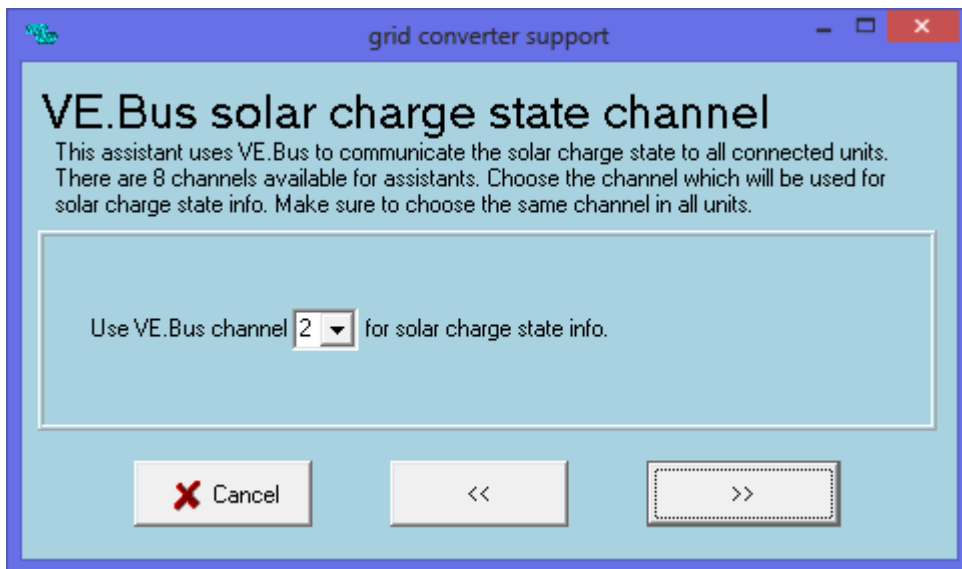 grid converter support
VE.Bus solar charge state channel
This assistant uses VE.Bus to communicate the solar charge state to all connected units.
There are 8 channels available for assistants. Choose the channel which will be used for
solar charge state info. Make sure to choose the same channel in all units.
Use VE.Bus channel 2 for solar charge state info.
Cancel << >>